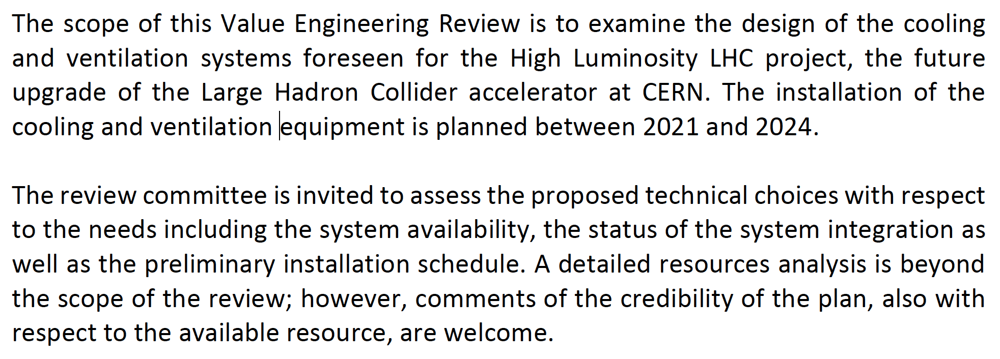 The scope of this Value Engineering Review is to examine the design of the cooling
and ventilation systems foreseen for the High Luminosity LHC project, the future
upgrade of the Large Hadron Collider accelerator at CERN. The installation of the
cooling and ventilation equipment is planned between 2021 and 2024.
The review committee is invited to assess the proposed technical choices with respect
to the needs including the system availability, the status of the system integration as
well as the preliminary installation schedule. A detailed resources analysis is beyond
the scope of the review; however, comments of the credibility of the plan, also with
respect to the available resource, are welcome.